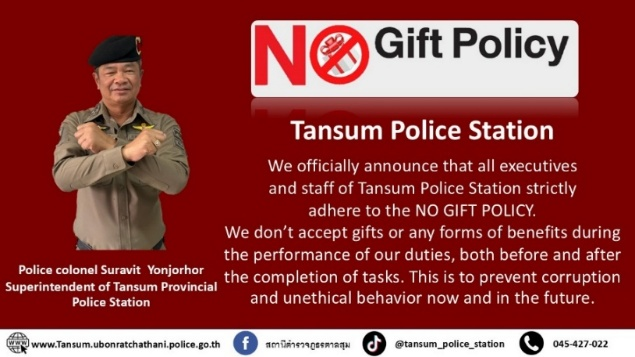 NO Gift Policy
Tansum Police Station
We officially announce that all executives
and staff of Tansum Police Station strictly
adhere to the NO GIFT POLICY.
We don’t accept gifts or any forms of benefits during
the performance of our duties, both before and after
the completion of tasks. This is to prevent corruption
and unethical behavior now and in the future.
Police colonel Suravit Yonjorhor
Superintendent of Tansum Provincial
Police Station
www.Tansum.ubonratchathani.police.go.th สถานีตำรวจภูธรตาลสุม @tansum_police_station 045-427-022